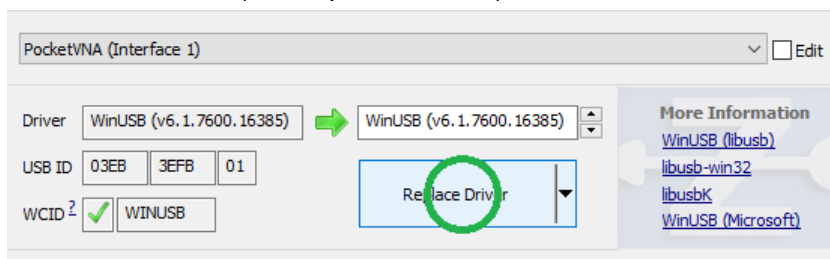 PocketVNA (Interface 1)
Edit
Driver WinUSB (v6.1.7600.16385) WinUSB (v6.1.7600.16385)
USB ID 03EB 3EFB 01
WCID ? WINUSB
Replace Driver
More Information
WinUSB (libusb)
libusb-win32
libusbK
WinUSB (Microsoft)